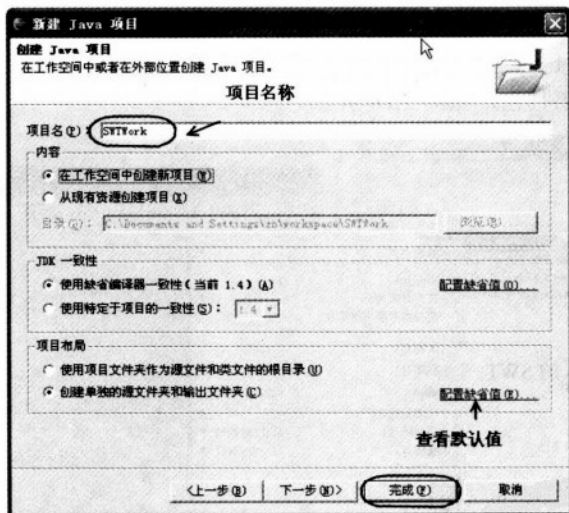 新建 Java 项目
创建 Java 项目
在工作空间中或者在外部位置创建 Java 项目。
项目名称
项目名(P): SWTWork
内容
在工作空间中创建新项目(W)
从现有资源创建项目(X)
目录(D): C:\Documents and Settings\zn\workspace\SWTWork 浏览(R)
JDK 一致性
使用缺省编译器一致性(当前 1.4)(A) 配置缺省值(O)...
使用特定于项目的一致性(S): 1.4
项目布局
使用项目文件夹作为源文件和类文件的根目录(U)
创建单独的源文件夹和输出文件夹(C) 配置缺省值(E)...
查看默认值
<上一步(B) 下一步(N)> 完成(F) 取消